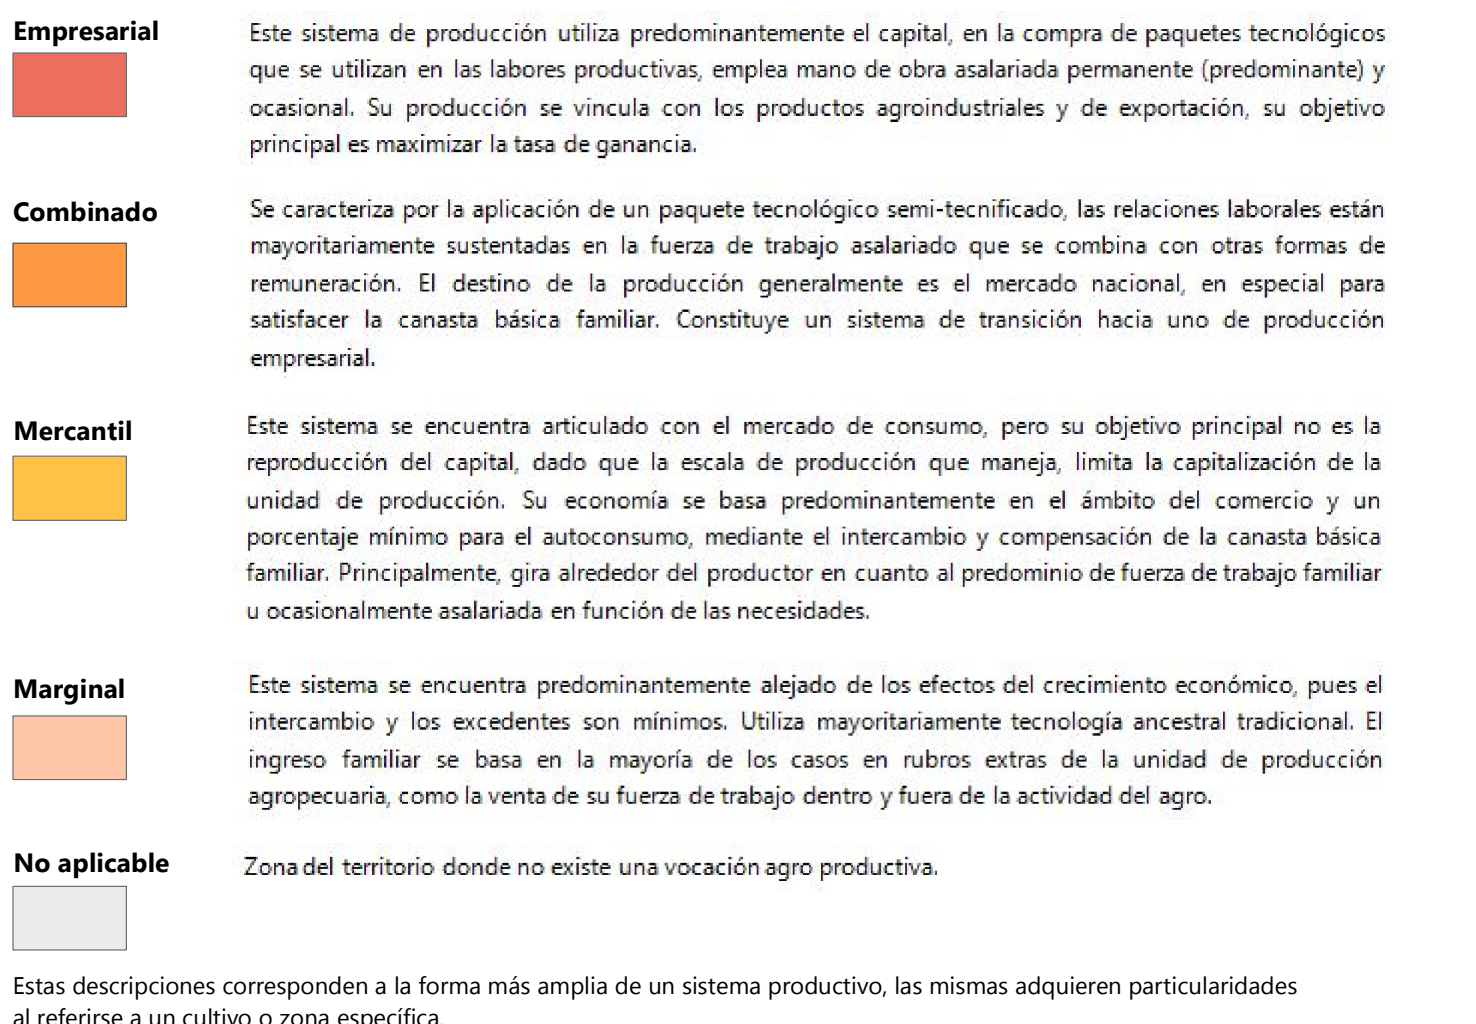 Empresarial
Este sistema de producción utiliza predominantemente el capital, en la compra de paquetes tecnológicos
que se utilizan en las labores productivas, emplea mano de obra asalariada permanente (predominante) y
ocasional. Su producción se vincula con los productos agroindustriales y de exportación, su objetivo
principal es maximizar la tasa de ganancia.
Combinado
Se caracteriza por la aplicación de un paquete tecnológico semi-tecnificado, las relaciones laborales están
mayoritariamente sustentadas en la fuerza de trabajo asalariado que se combina con otras formas de
remuneración. El destino de la producción generalmente es el mercado nacional, en especial para
satisfacer la canasta básica familiar. Constituye un sistema de transición hacia uno de producción
empresarial.
Mercantil
Este sistema se encuentra articulado con el mercado de consumo, pero su objetivo principal no es la
reproducción del capital, dado que la escala de producción que maneja, limita la capitalización de la
unidad de producción. Su economía se basa predominantemente en el ámbito del comercio y un
porcentaje mínimo para el autoconsumo, mediante el intercambio y compensación de la canasta básica
familiar. Principalmente, gira alrededor del productor en cuanto al predominio de fuerza de trabajo familiar
u ocasionalmente asalariada en función de las necesidades.
Marginal
Este sistema se encuentra predominantemente alejado de los efectos del crecimiento económico, pues el
intercambio y los excedentes son mínimos. Utiliza mayoritariamente tecnología ancestral tradicional. El
ingreso familiar se basa en la mayoría de los casos en rubros extras de la unidad de producción
agropecuaria, como la venta de su fuerza de trabajo dentro y fuera de la actividad del agro.
No aplicable
Zona del territorio donde no existe una vocación agro productiva.
Estas descripciones corresponden a la forma más amplia de un sistema productivo, las mismas adquieren particularidades
al referirse a un cultivo o zona específica.